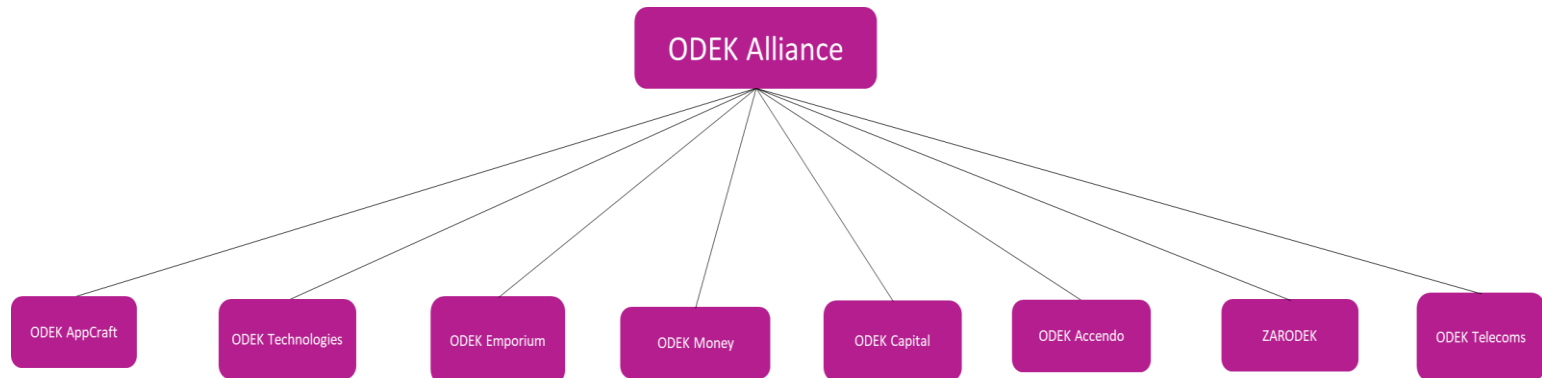 ODEK Alliance
ODEK AppCraft
ODEK Technologies
ODEK Emporium
ODEK Money
ODEK Capital
ODEK Accendo
ZARODEK
ODEK Telecoms